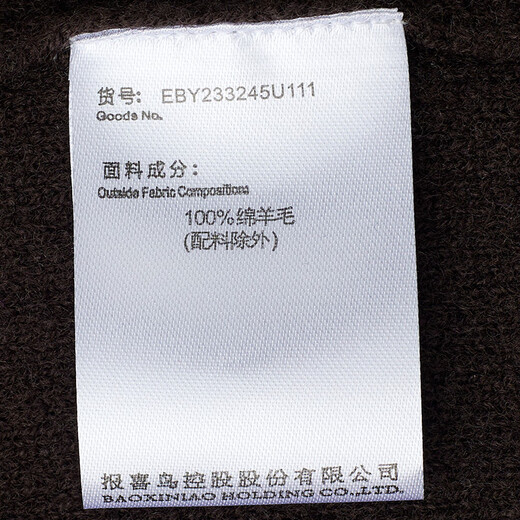 货号: EBY233245U111
Goods No.
面料成分:
Outside Fabric Compositions
100%绵羊毛
(配料除外)
报喜鸟控股股份有限公司
BAOXINIAO HOLDING CO.,LTD.